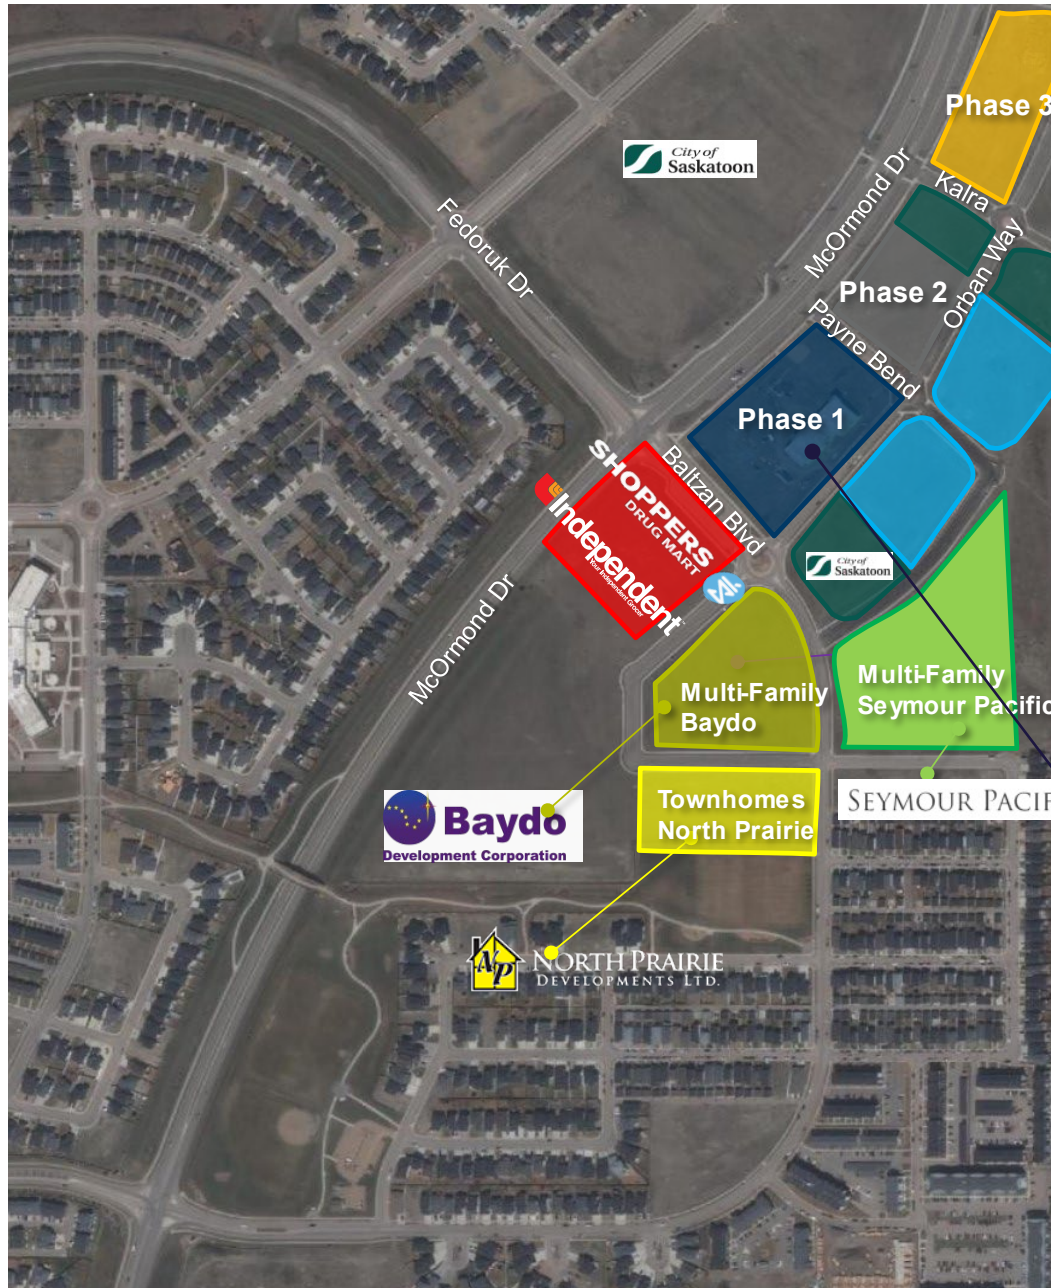 Phase 3
City of
Saskatoon
McOrmond Dr
Kalra
Fedoruk Dr
Orban Way
Phase 2
Payne Bend
Phase 1
SHOPPERS
DRUG MART
Baltzan Blvd
Independent
Your Independent Grocer
City of
Saskatoon
McOrmond Dr
Multi-Family
Baydo
Multi-Family
Seymour Pacific
Baydo
Development Corporation
Townhomes
North Prairie
SEYMOUR PACIF
NP
NORTH PRAIRIE
DEVELOPMENTS LTD.